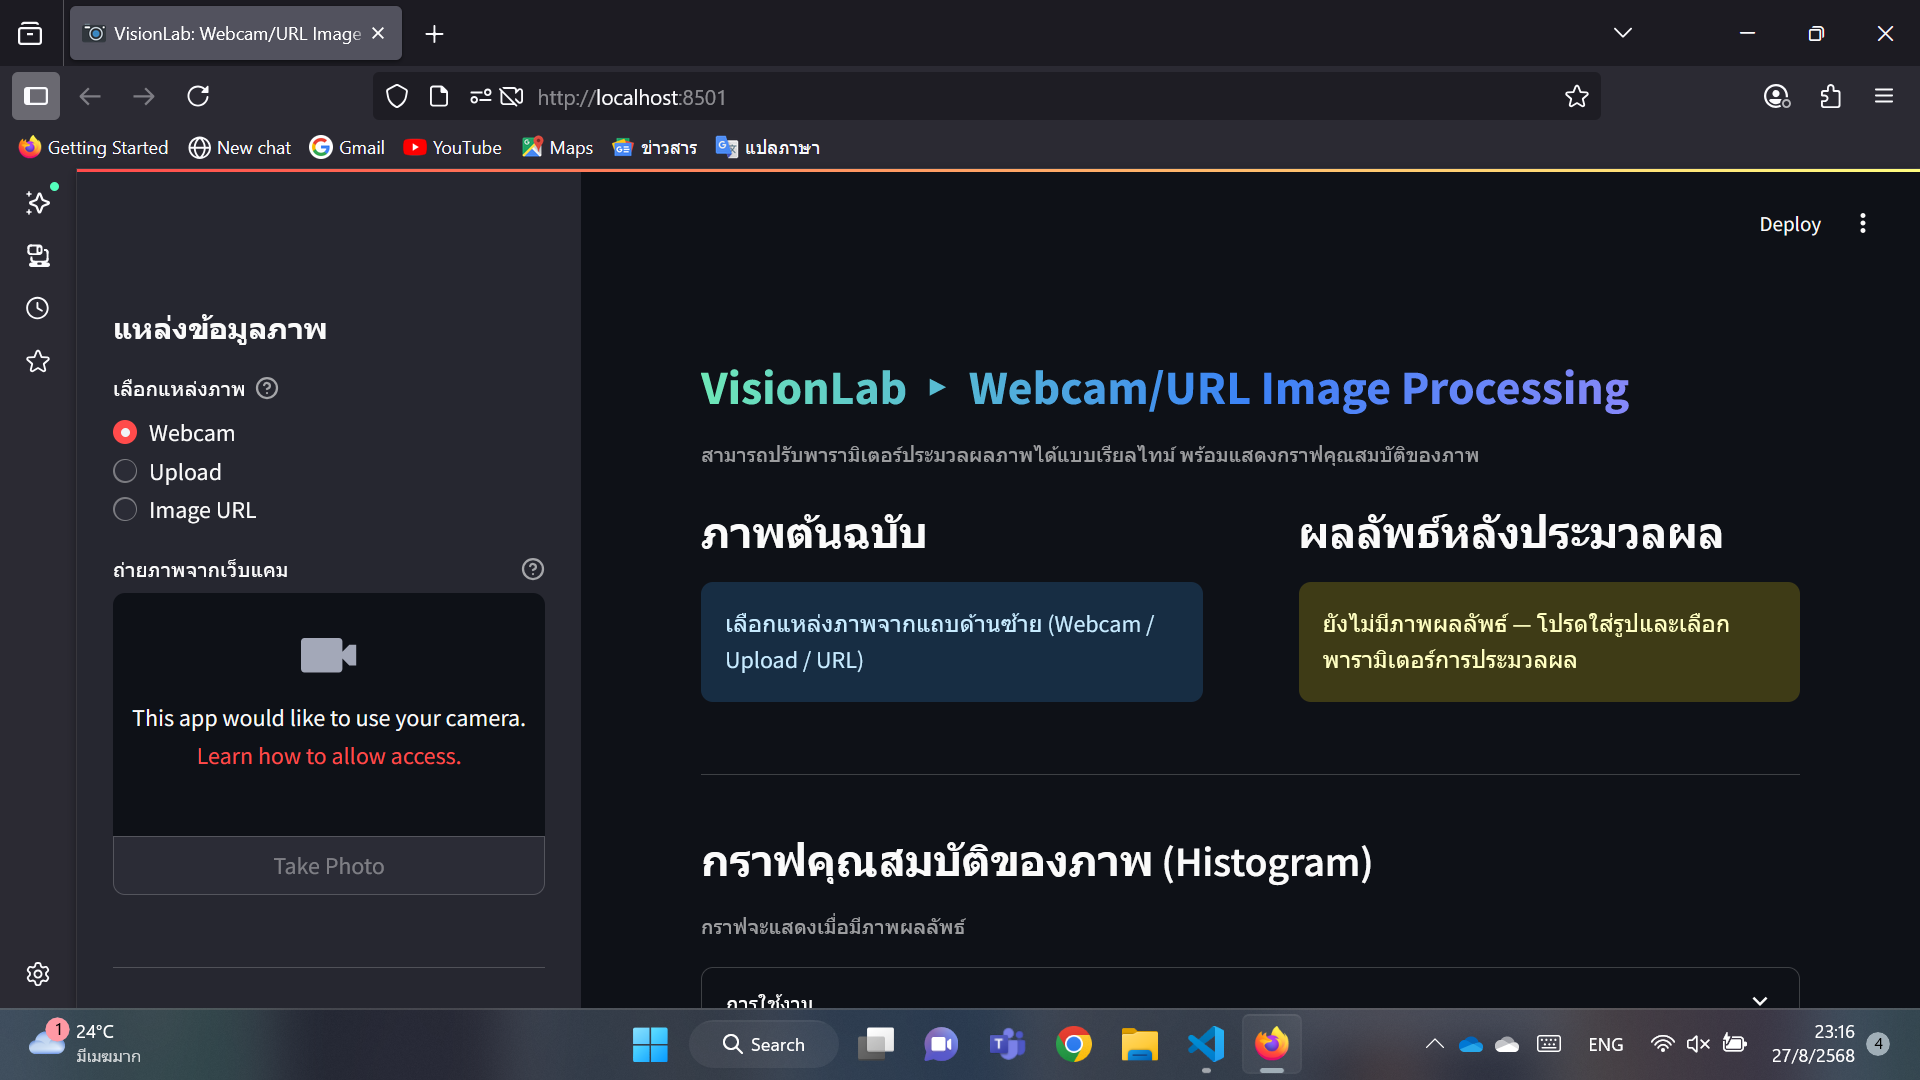 VisionLab: Webcam/URL Image
http://localhost:8501
Getting Started
New chat
Gmail
YouTube
Maps
ข่าวสาร
แปลภาษา
Deploy
แหล่งข้อมูลภาพ
เลือกแหล่งภาพ
Webcam
Upload
Image URL
ถ่ายภาพจากเว็บแคม
This app would like to use your camera.
Learn how to allow access.
Take Photo
VisionLab ▸ Webcam/URL Image Processing
สามารถปรับพารามิเตอร์ประมวลผลภาพได้แบบเรียลไทม์ พร้อมแสดงกราฟคุณสมบัติของภาพ
ภาพต้นฉบับ
เลือกแหล่งภาพจากแถบด้านซ้าย (Webcam /
Upload / URL)
ผลลัพธ์หลังประมวลผล
ยังไม่มีภาพผลลัพธ์ — โปรดใส่รูปและเลือก
พารามิเตอร์การประมวลผล
กราฟคุณสมบัติของภาพ (Histogram)
กราฟจะแสดงเมื่อมีภาพผลลัพธ์
การใช้งาน
1
24°C
มีเมฆมาก
Search
ENG
23:16
27/8/2568
4